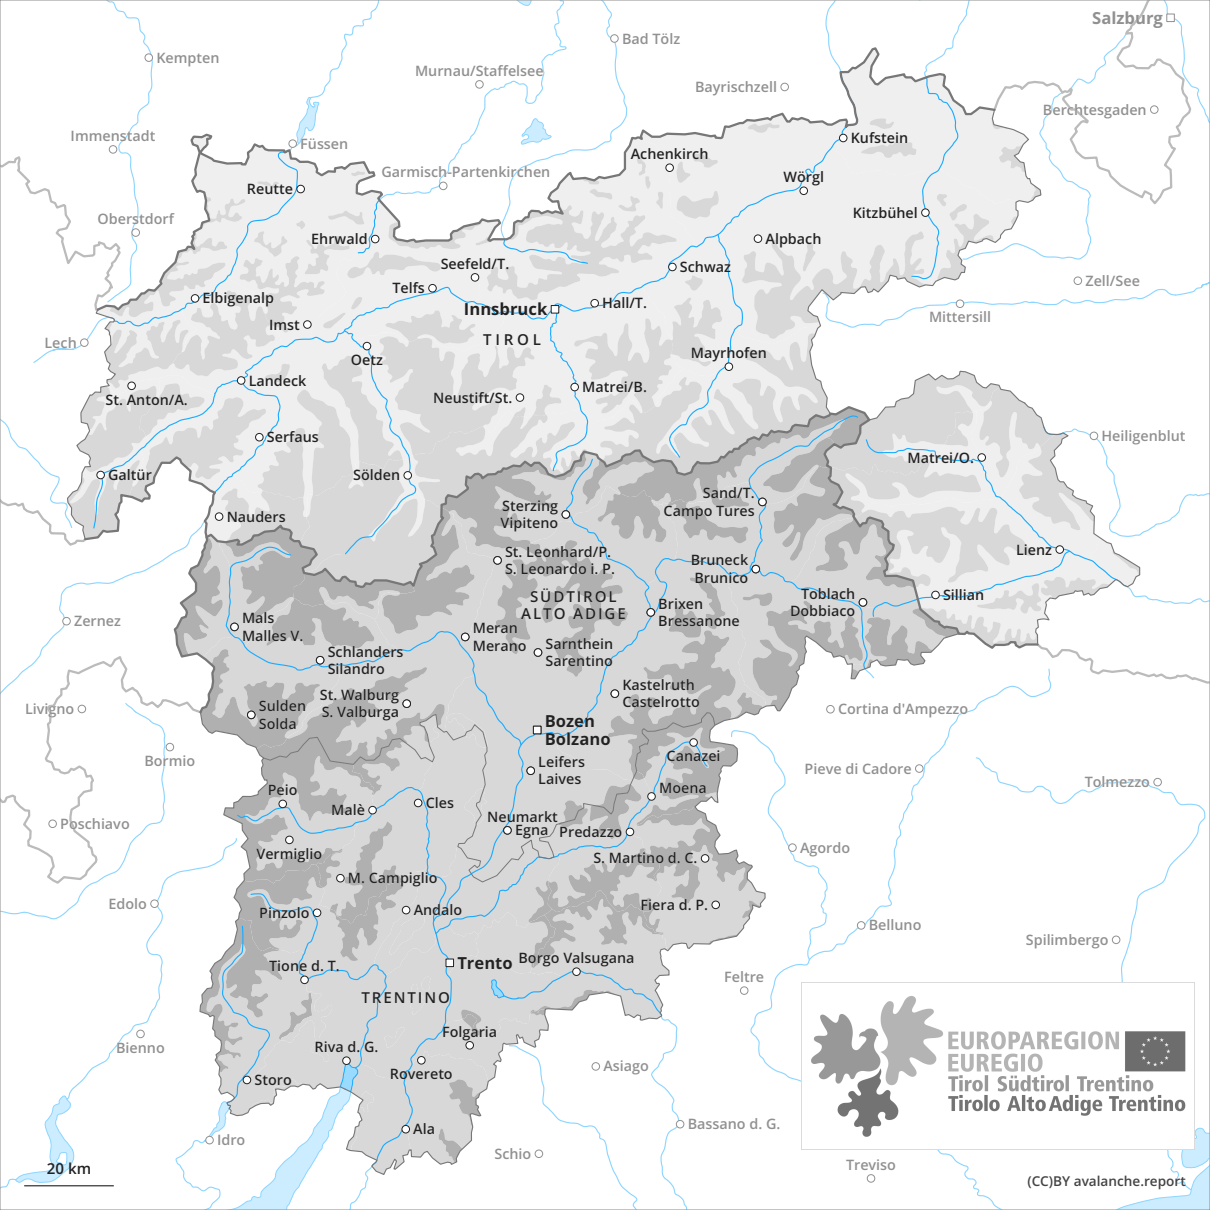 Salzburg
Kempten
Bad Tölz
Murnau/Staffelsee
Bayrischzell
Berchtesgaden
Immenstadt
Füssen
Kufstein
Achenkirch
Garmisch-Partenkirchen
Wörgl
Reutte
Oberstdorf
Kitzbühel
Ehrwald
Alpbach
Seefeld/T.
Schwaz
Zell/See
Telfs
Elbigenalp
Innsbruck
Hall/T.
Mittersill
Imst
TIROL
Lech
Oetz
Mayrhofen
Landeck
Matrei/B.
St. Anton/A.
Neustift/St.
Serfaus
Heiligenblut
Matrei/O.
Galtür
Sölden
Sand/T.
Campo Tures
Sterzing
Vipiteno
Nauders
Lienz
St. Leonhard/P.
S. Leonardo i. P.
Bruneck
Brunico
SÜDTIROL
ALTO ADIGE
Toblach
Dobbiaco
Sillian
Brixen
Bressanone
Zernez
Mals
Malles V.
Meran
Merano
Sarnthein
Sarentino
Schlanders
Silandro
Kastelruth
Castelrotto
St. Walburg
S. Valburga
Sulden
Solda
Livigno
Cortina d'Ampezzo
Bozen
Bolzano
Bormio
Canazei
Leifers
Laives
Pieve di Cadore
Tolmezzo
Peio
Moena
Malè
Cles
Neumarkt
Egna
Predazzo
Poschiavo
Vermiglio
S. Martino d. C.
Agordo
M. Campiglio
Edolo
Pinzolo
Andalo
Fiera d. P.
Belluno
Spilimbergo
Trento
Borgo Valsugana
Tione d. T.
Feltre
TRENTINO
Folgaria
Bienno
Riva d. G.
Rovereto
Asiago
Storo
EUROPAREGION
EUREGIO
Tirol Südtirol Trentino
Tirolo Alto Adige Trentino
Ala
Bassano d. G.
Idro
Schio
Treviso
20 km
(CC)BY avalanche.report